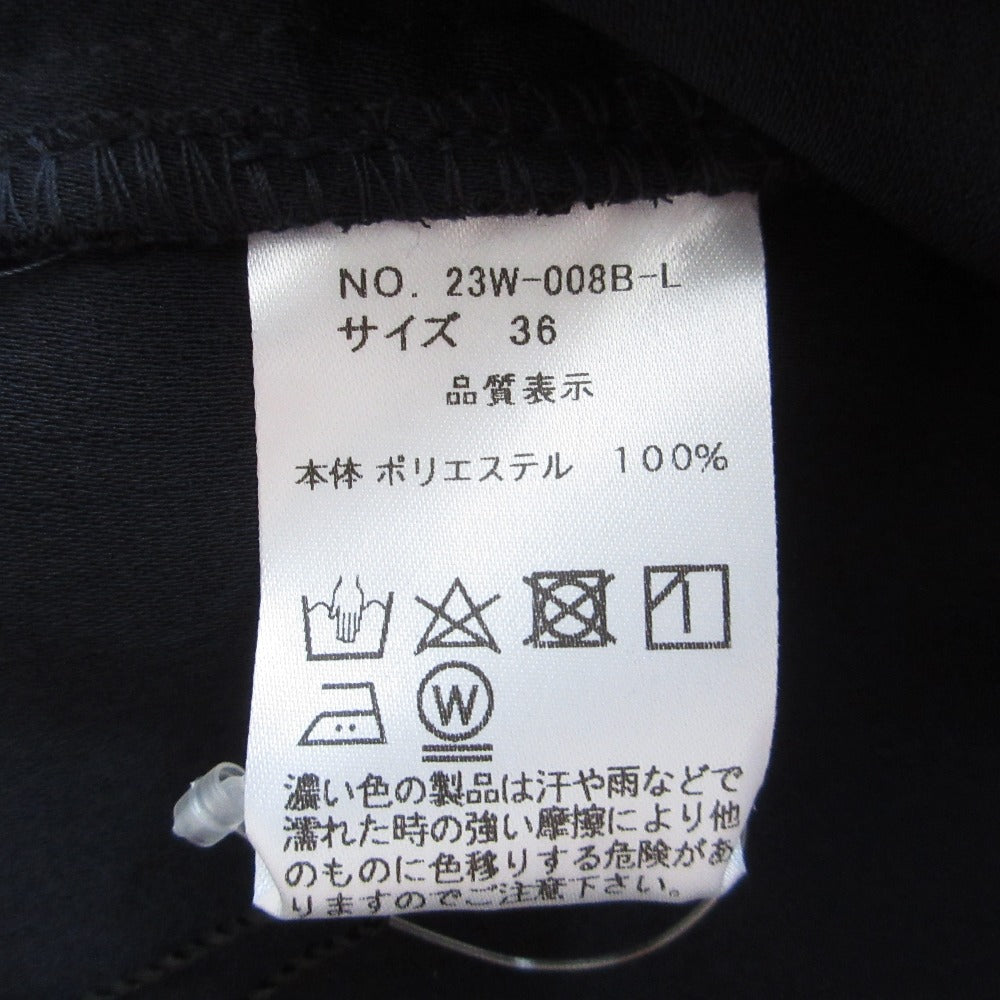 NO. 23W-008B-L
サイズ 36
品質表示
本体 ポリエステル 100%
W
濃い色の製品は汗や雨などで
濡れた時の強い摩擦により他
のものに色移りする危険があ
りますのでご注意下さい。